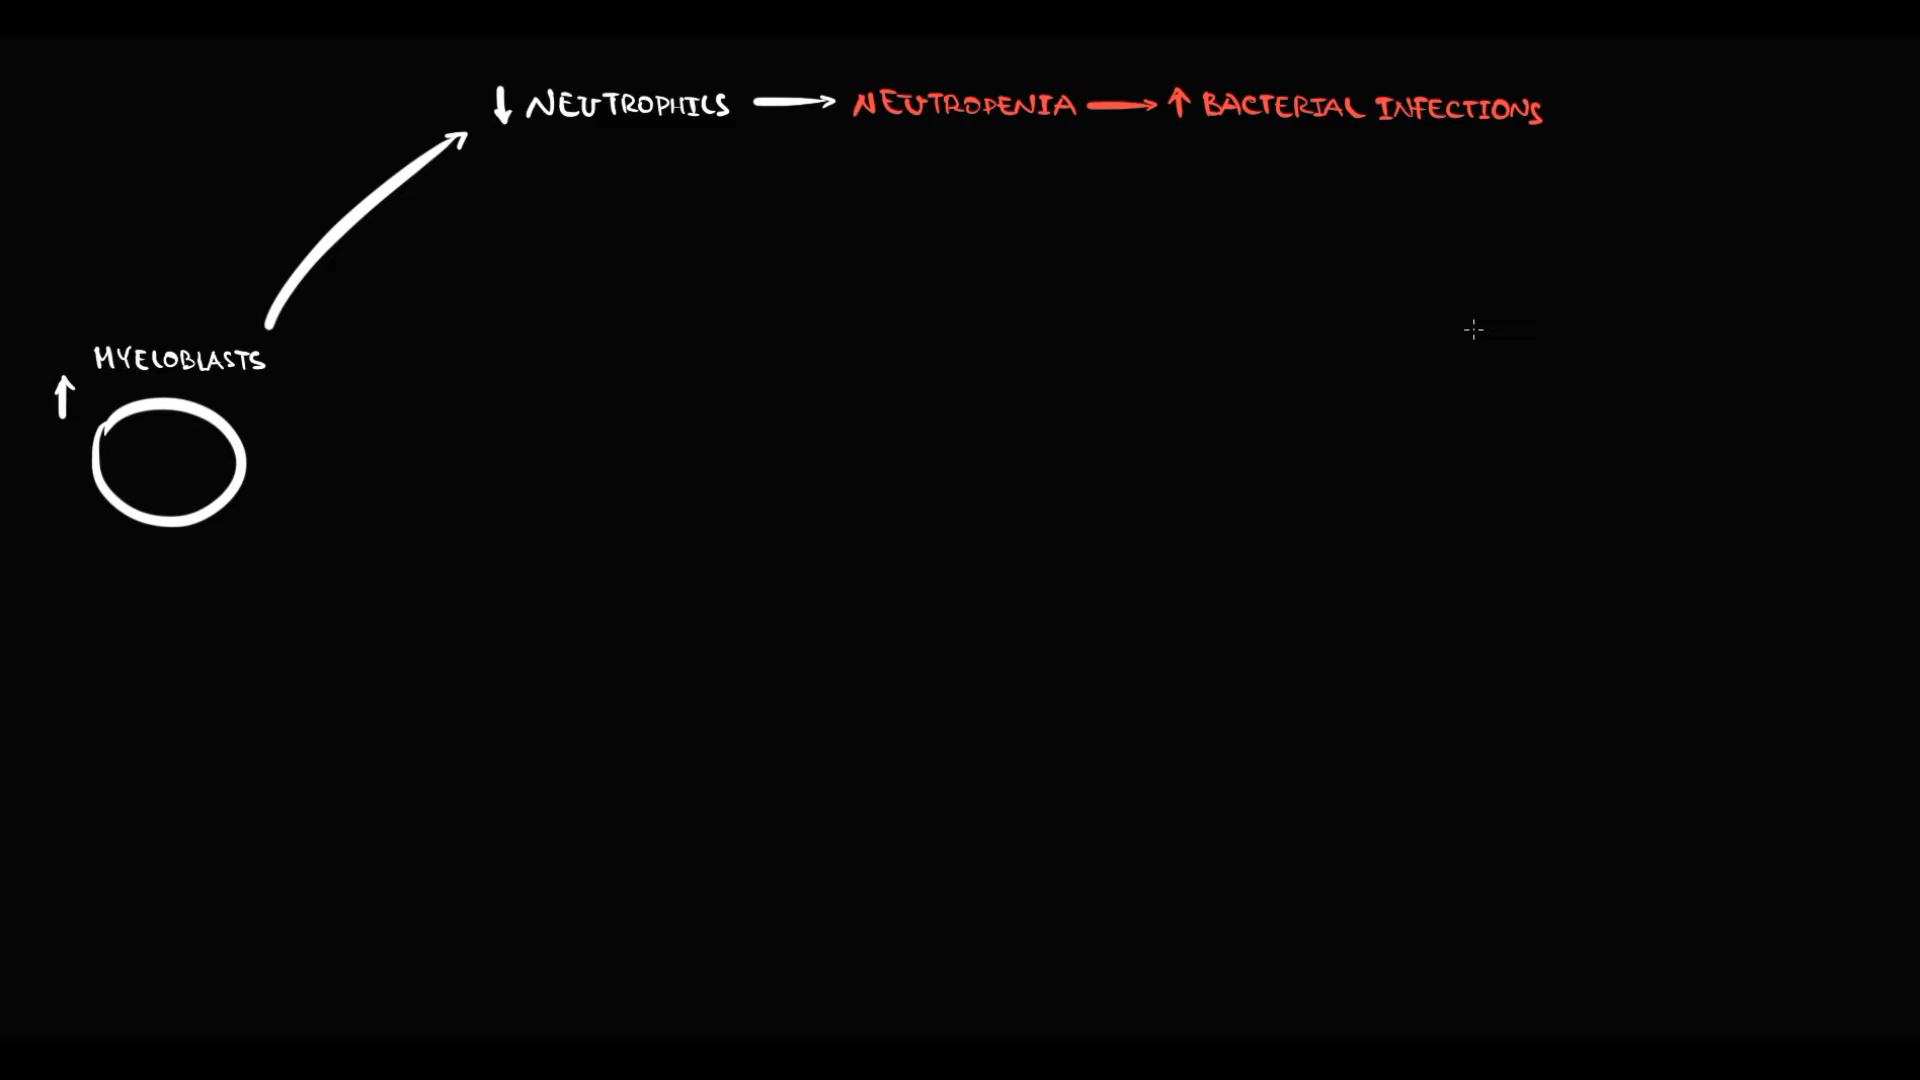 ↓ NEUTROPHILS → NEUTROPENIA → ↑ BACTERIAL INFECTIONS
MYELOBLASTS
↑